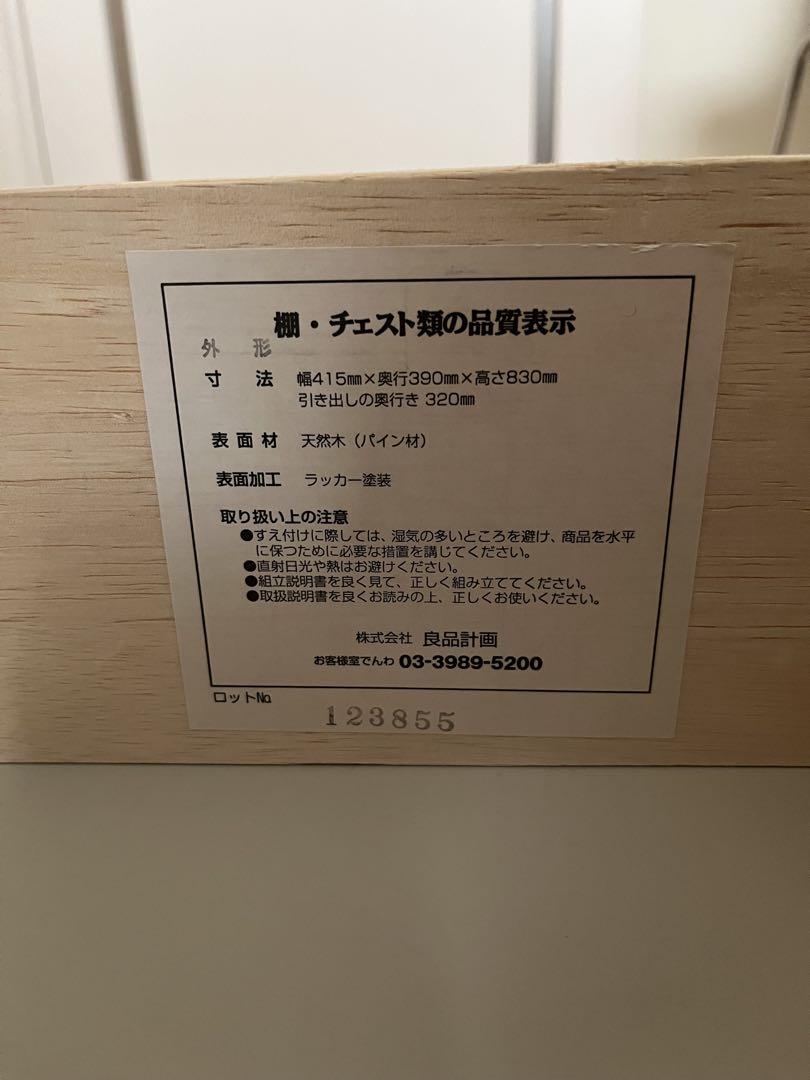 棚・チェスト類の品質表示
外形
寸法 幅415㎜×奥行390㎜×高さ830㎜
引き出しの奥行き 320㎜
表面材 天然木（パイン材）
表面加工 ラッカー塗装
取り扱い上の注意
●すえ付けに際しては、湿気の多いところを避け、商品を水平
に保つために必要な措置を講じてください。
●直射日光や熱はお避けください。
●組立説明書を良く見て、正しく組み立ててください。
●取扱説明書を良くお読みの上、正しくお使いください。
株式会社 良品計画
お客様室でんわ 03-3989-5200
ロット№
123855